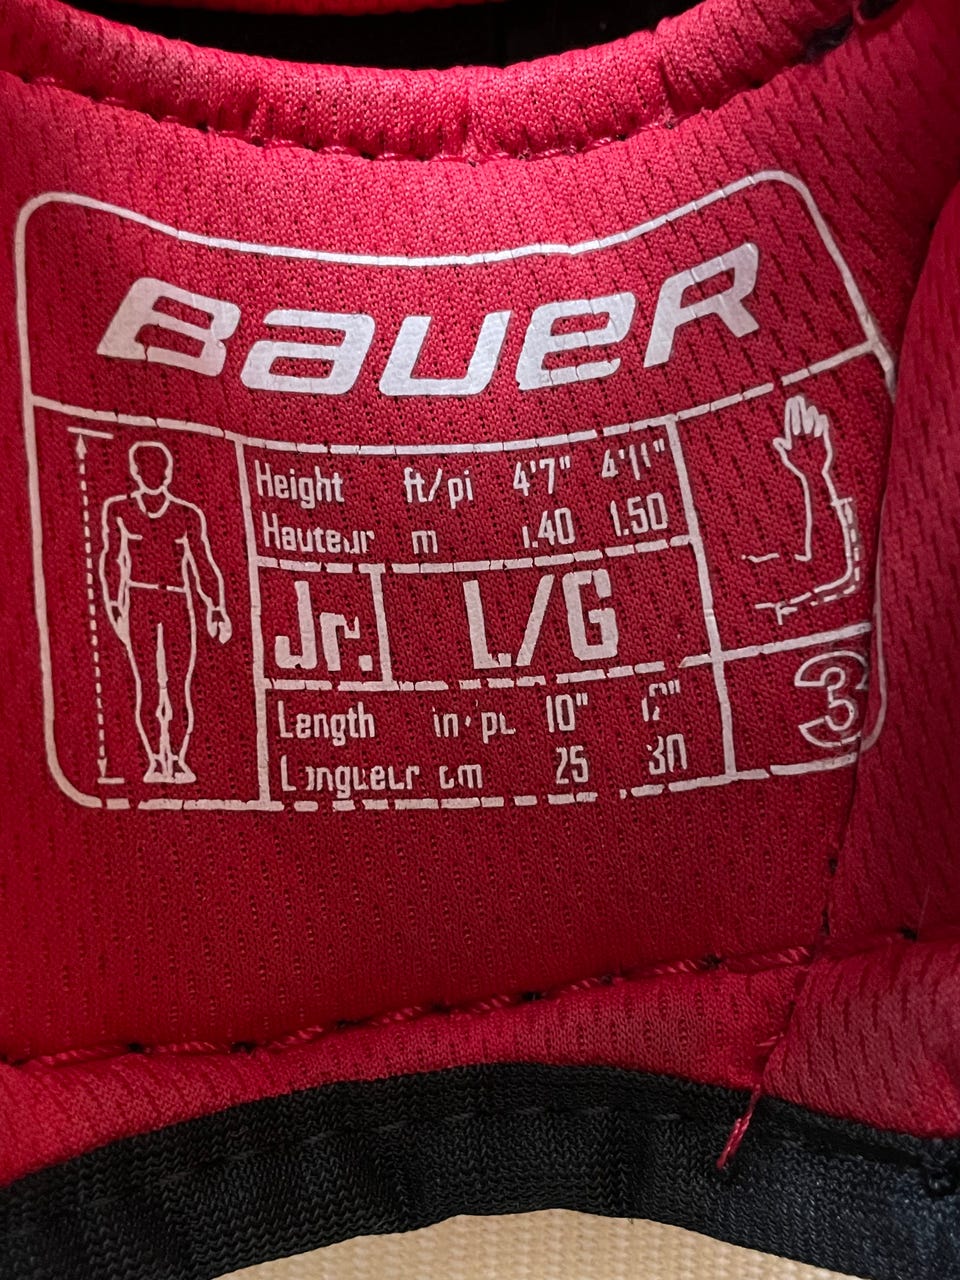 BAUER
Height ft/pi 4'7" 4'11"
Hauteur m 1.40 1.50
Jr. L/G
Length in·po 10" 12"
Longueur cm 25 30
3